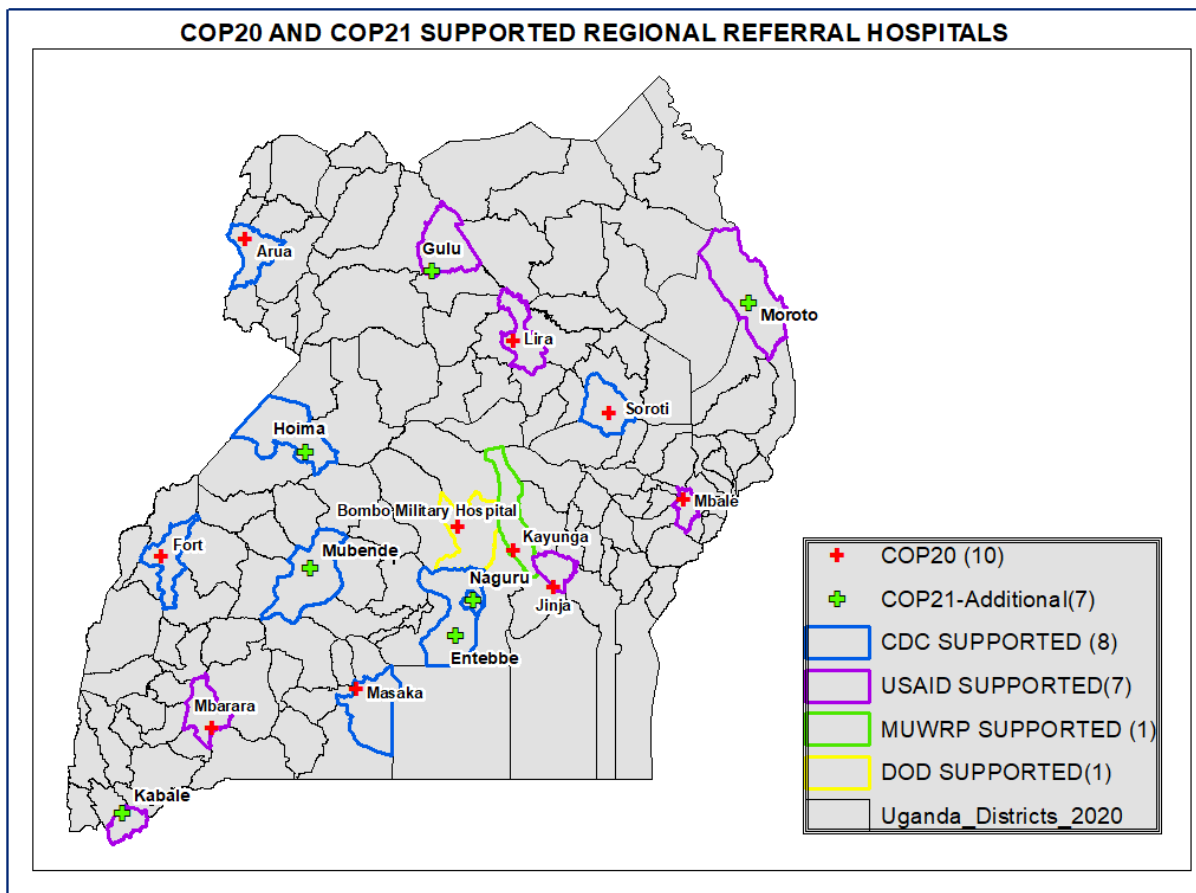 COP20 AND COP21 SUPPORTED REGIONAL REFERRAL HOSPITALS
Arua
Gulu
Moroto
Lira
Soroti
Hoima
Mbale
Bombo Military Hospital
Kayunga
Fort
Mubende
Naguru
Jinja
Entebbe
Masaka
Mbarara
Kabale
COP20 (10)
COP21-Additional(7)
CDC SUPPORTED (8)
USAID SUPPORTED(7)
MUWRP SUPPORTED (1)
DOD SUPPORTED(1)
Uganda_Districts_2020